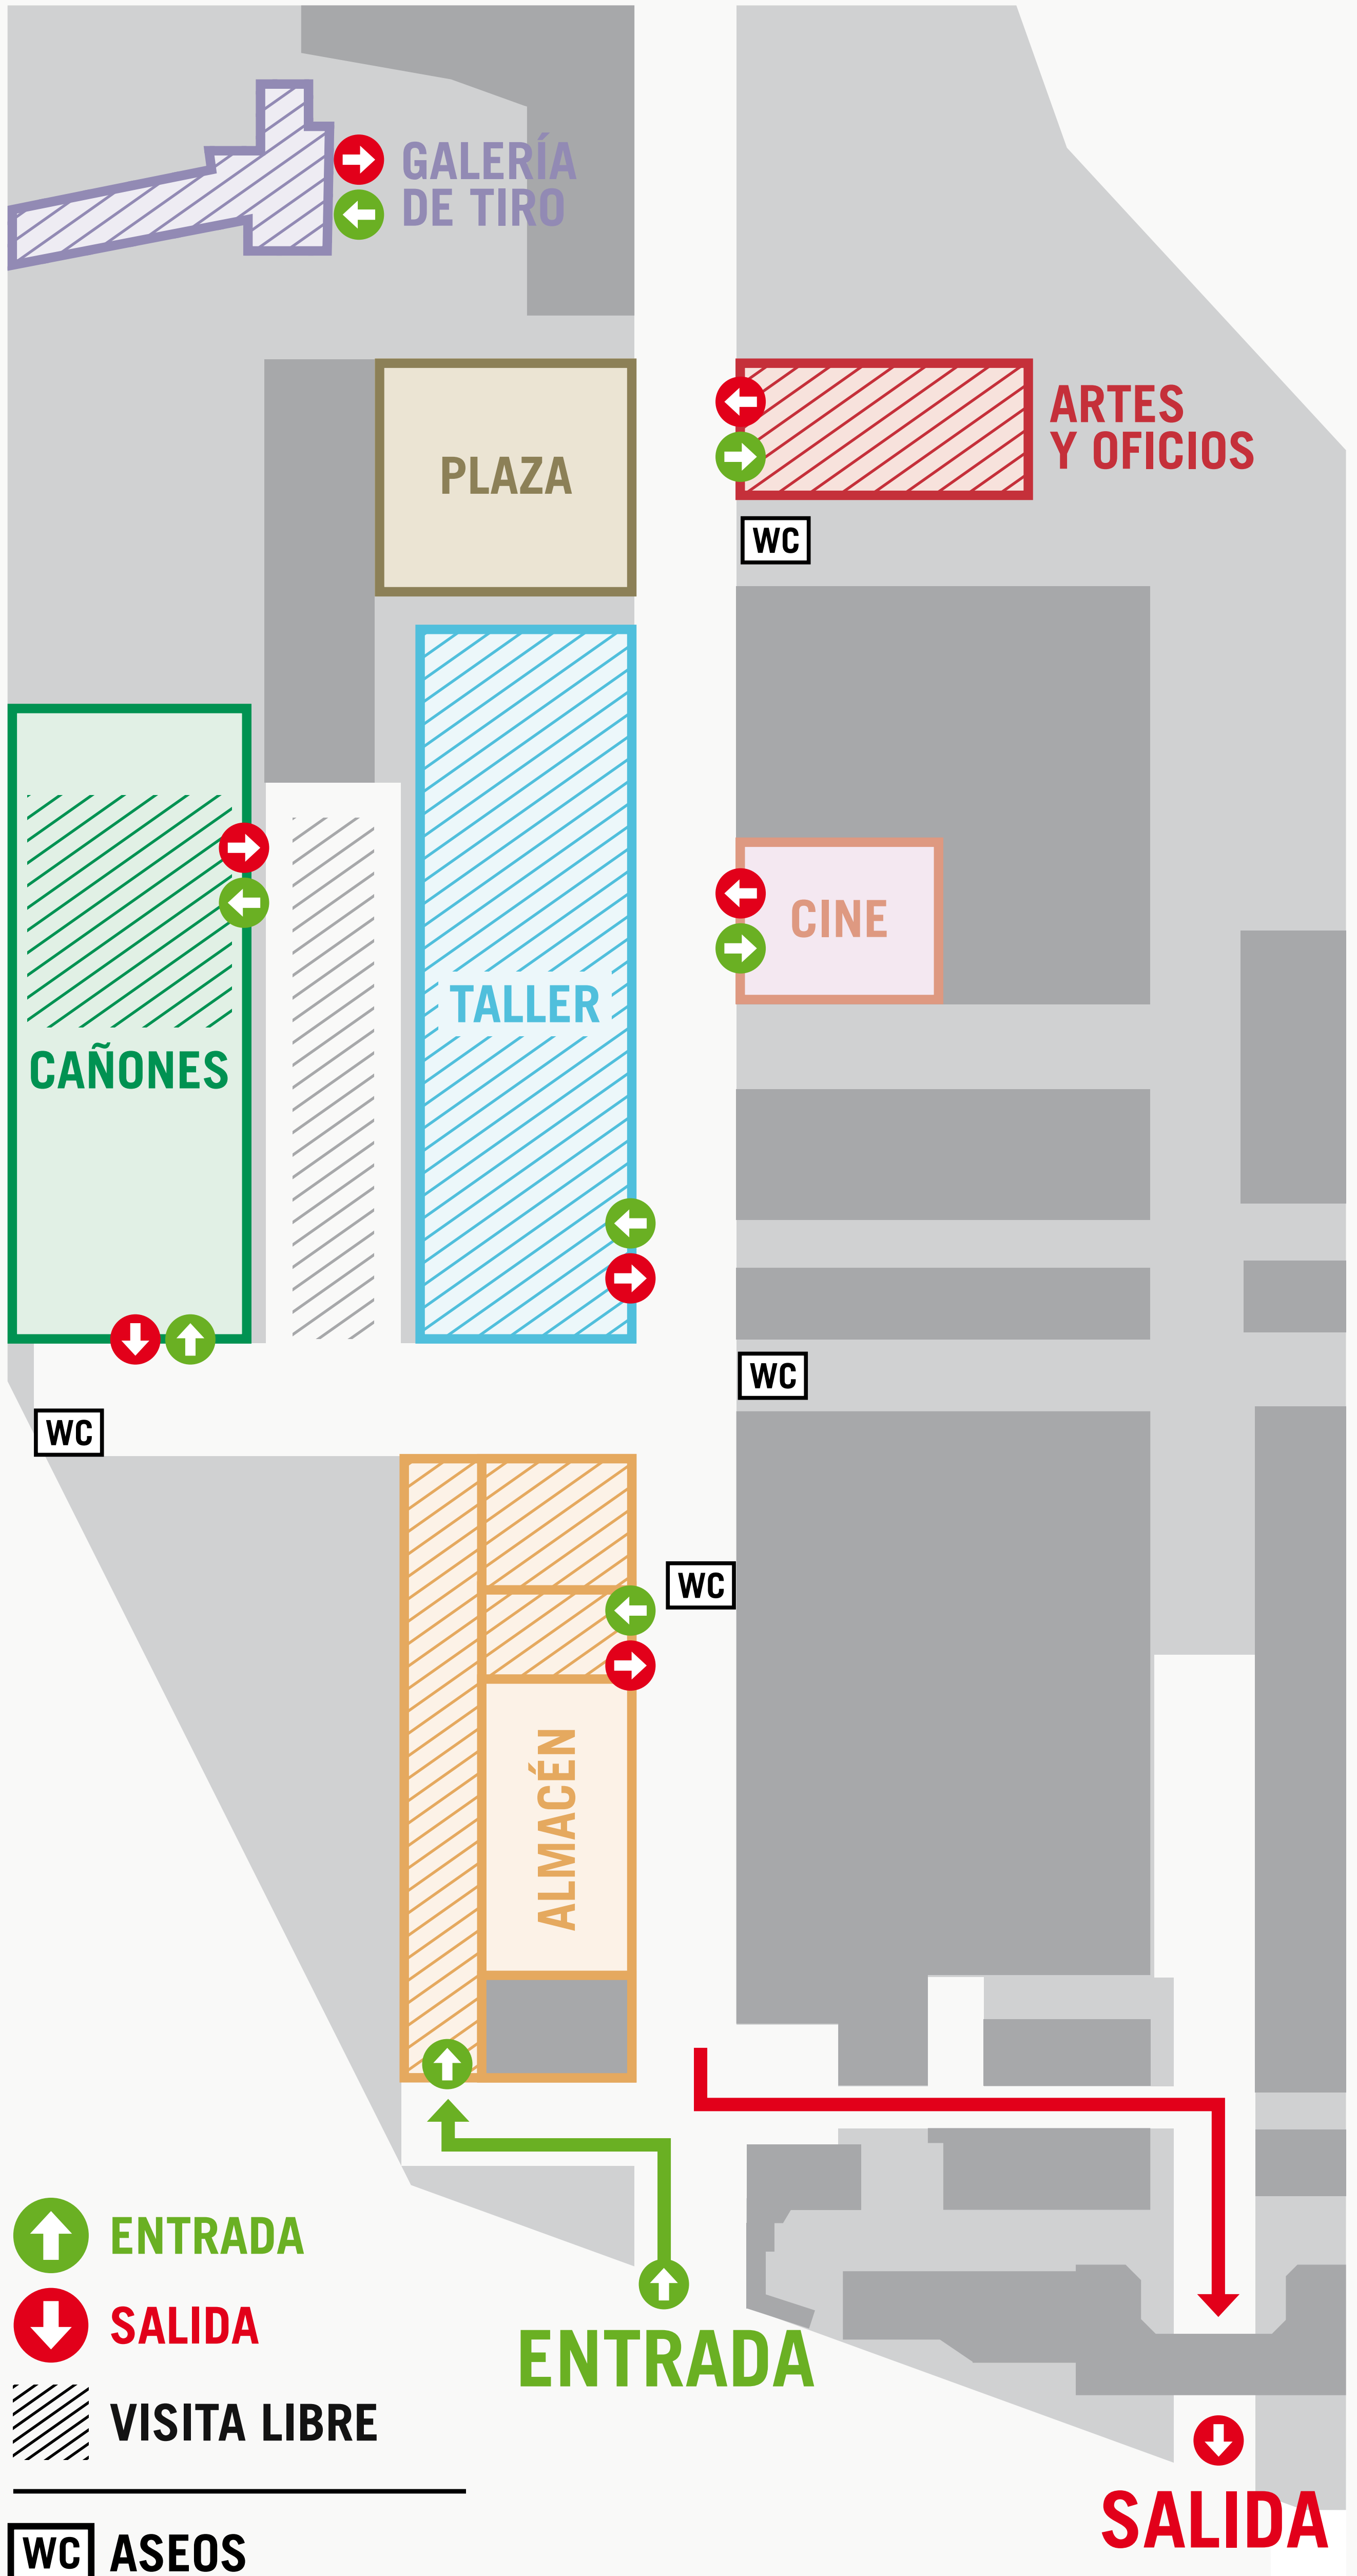 GALERÍA
DE TIRO
PLAZA
ARTES
Y OFICIOS
WC
CINE
TALLER
CAÑONES
WC
WC
WC
ALMACÉN
ENTRADA
SALIDA
VISITA LIBRE
WC ASEOS
ENTRADA
SALIDA